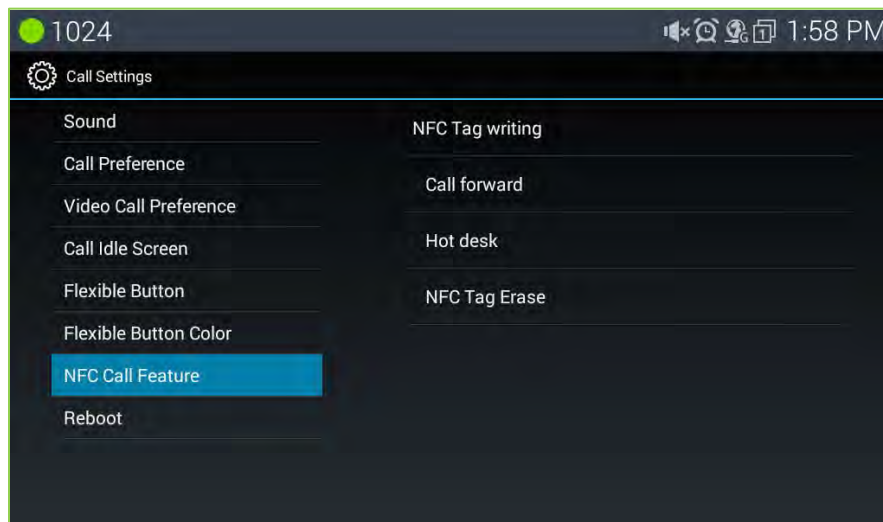 1024
1:58 PM
Call Settings
Sound
Call Preference
Video Call Preference
Call Idle Screen
Flexible Button
Flexible Button Color
NFC Call Feature
Reboot
NFC Tag writing
Call forward
Hot desk
NFC Tag Erase